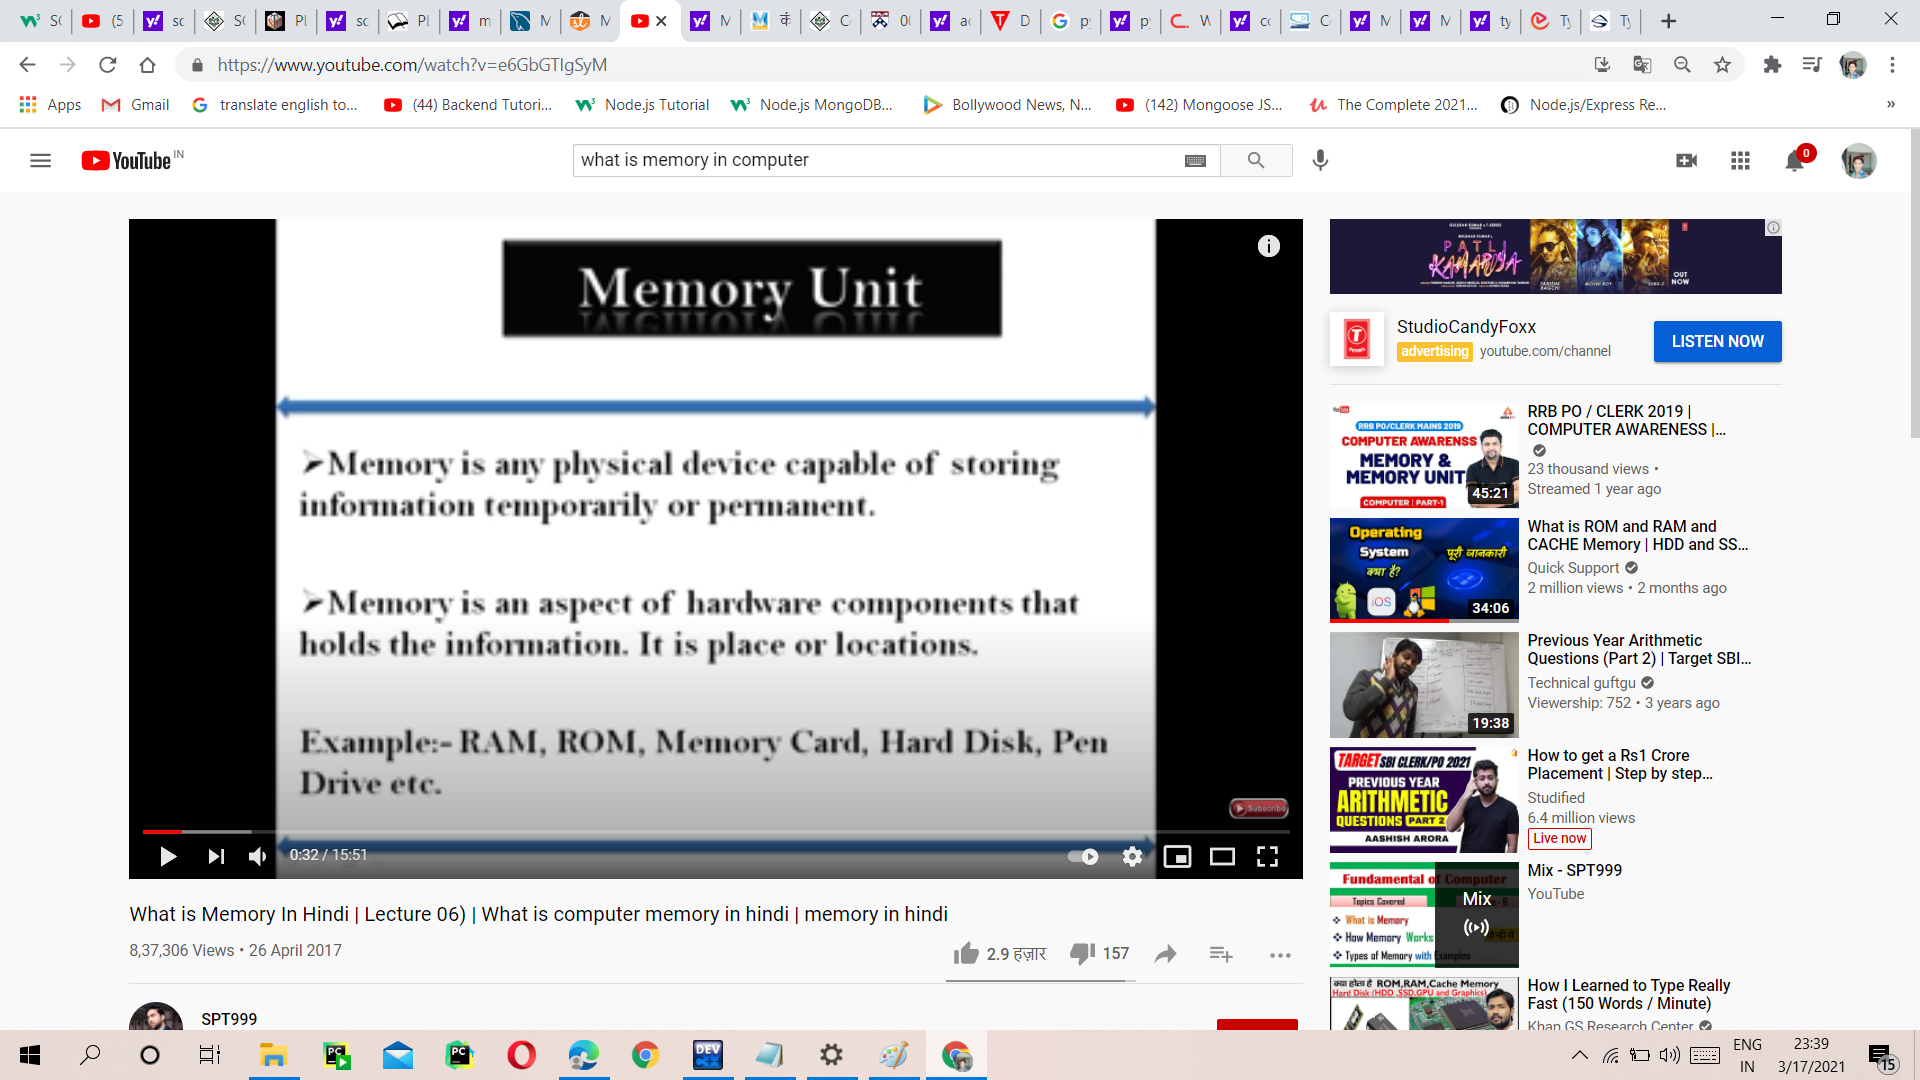 https://www.youtube.com/watch?v=e6GbGTIgSyM
Apps
Gmail
translate english to...
(44) Backend Tutori...
Node.js Tutorial
Node.js MongoDB...
Bollywood News, N...
(142) Mongoose JS...
The Complete 2021...
Node.js/Express Re...
»
YouTube IN
what is memory in computer
0
Memory Unit
➢Memory is any physical device capable of storing
information temporarily or permanent.
➢Memory is an aspect of hardware components that
holds the information. It is place or locations.
Example:- RAM, ROM, Memory Card, Hard Disk, Pen
Drive etc.
Subscribe
0:32 / 15:51
What is Memory In Hindi | Lecture 06) | What is computer memory in hindi | memory in hindi
8,37,306 Views • 26 April 2017
2.9 हज़ार
157
SPT999
PATLI
KAMARIYA
OUT
NOW
StudioCandyFoxx
advertising youtube.com/channel
LISTEN NOW
RRB PO/CLERK MAINS 2019
COMPUTER AWARENSS
MEMORY &
MEMORY UNIT
COMPUTER | PART-1
45:21
RRB PO / CLERK 2019 |
COMPUTER AWARENESS |...
23 thousand views •
Streamed 1 year ago
Operating
System
क्या है?
पूरी जानकारी
iOS
34:06
What is ROM and RAM and
CACHE Memory | HDD and SS...
Quick Support
2 million views • 2 months ago
19:38
Previous Year Arithmetic
Questions (Part 2) | Target SBI...
Technical guftgu
Viewership: 752 • 3 years ago
TARGET SBI CLERK/PO 2021
PREVIOUS YEAR
ARITHMETIC
QUESTIONS PART 2
AASHISH ARORA
How to get a Rs1 Crore
Placement | Step by step...
Studified
6.4 million views
Live now
Fundamental of Computer
Topics Covered
What is Memory
How Memory Works
Types of Memory with Examples
Mix
Mix - SPT999
YouTube
क्या होता है ROM,RAM,Cache Memory
Hard Disk (HDD ,SSD,GPU and Graphics)
How I Learned to Type Really
Fast (150 Words / Minute)
Khan GS Research Center
ENG
IN
23:39
3/17/2021
15